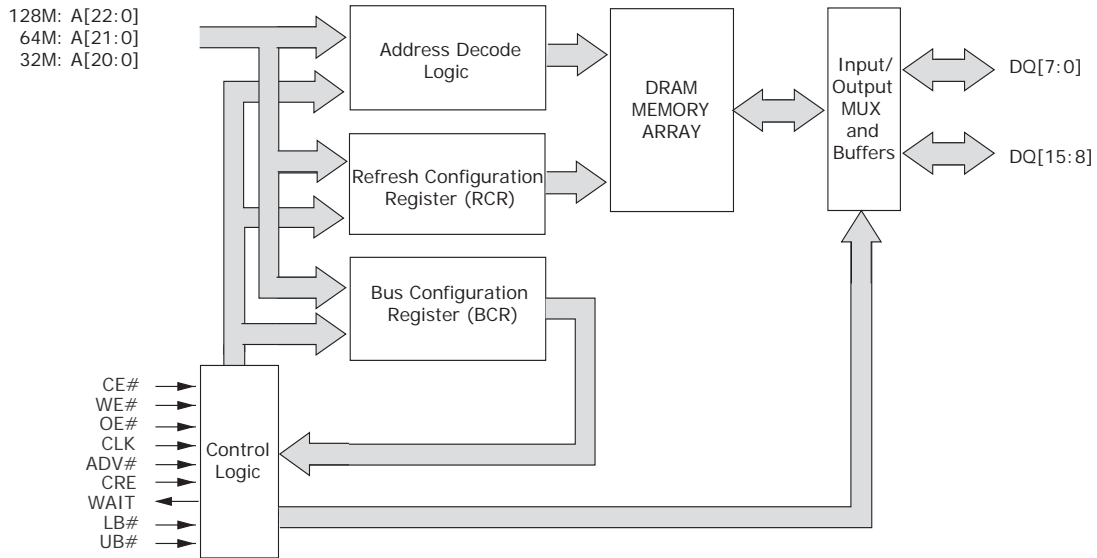 128M: A[22:0]
64M: A[21:0]
32M: A[20:0]
Address Decode
Logic
DRAM
MEMORY
ARRAY
Input/
Output
MUX
and
Buffers
DQ[7:0]
DQ[15:8]
Refresh Configuration
Register (RCR)
Bus Configuration
Register (BCR)
CE#
WE#
OE#
CLK
ADV#
CRE
WAIT
LB#
UB#
Control
Logic